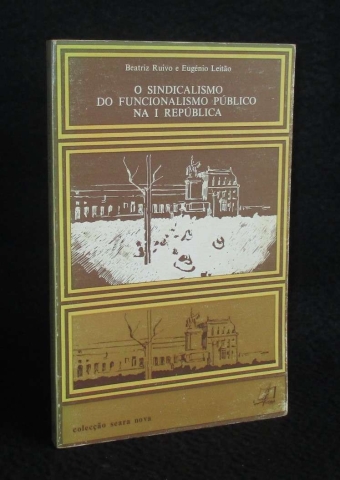 Beatriz Ruivo e Eugénio Leitão
O SINDICALISMO
DO FUNCIONALISMO PÚBLICO
NA I REPÚBLICA
colecção seara nova